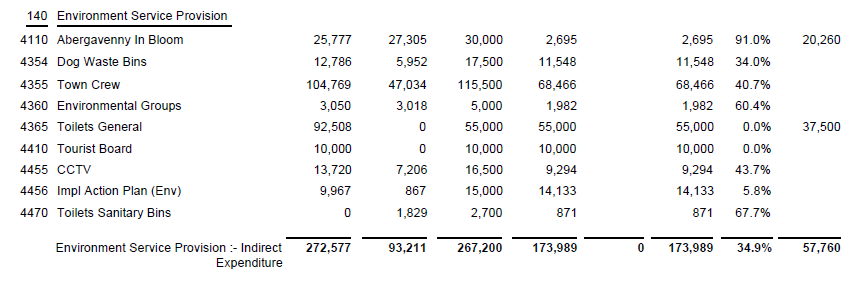 140 Environment Service Provision
4110 Abergavenny In Bloom 25,777 27,305 30,000 2,695 2,695 91.0% 20,260
4354 Dog Waste Bins 12,786 5,952 17,500 11,548 11,548 34.0%
4355 Town Crew 104,769 47,034 115,500 68,466 68,466 40.7%
4360 Environmental Groups 3,050 3,018 5,000 1,982 1,982 60.4%
4365 Toilets General 92,508 0 55,000 55,000 55,000 0.0% 37,500
4410 Tourist Board 10,000 0 10,000 10,000 10,000 0.0%
4455 CCTV 13,720 7,206 16,500 9,294 9,294 43.7%
4456 Impl Action Plan (Env) 9,967 867 15,000 14,133 14,133 5.8%
4470 Toilets Sanitary Bins 0 1,829 2,700 871 871 67.7%
Environment Service Provision :- Indirect 272,577 93,211 267,200 173,989 0 173,989 34.9% 57,760
Expenditure